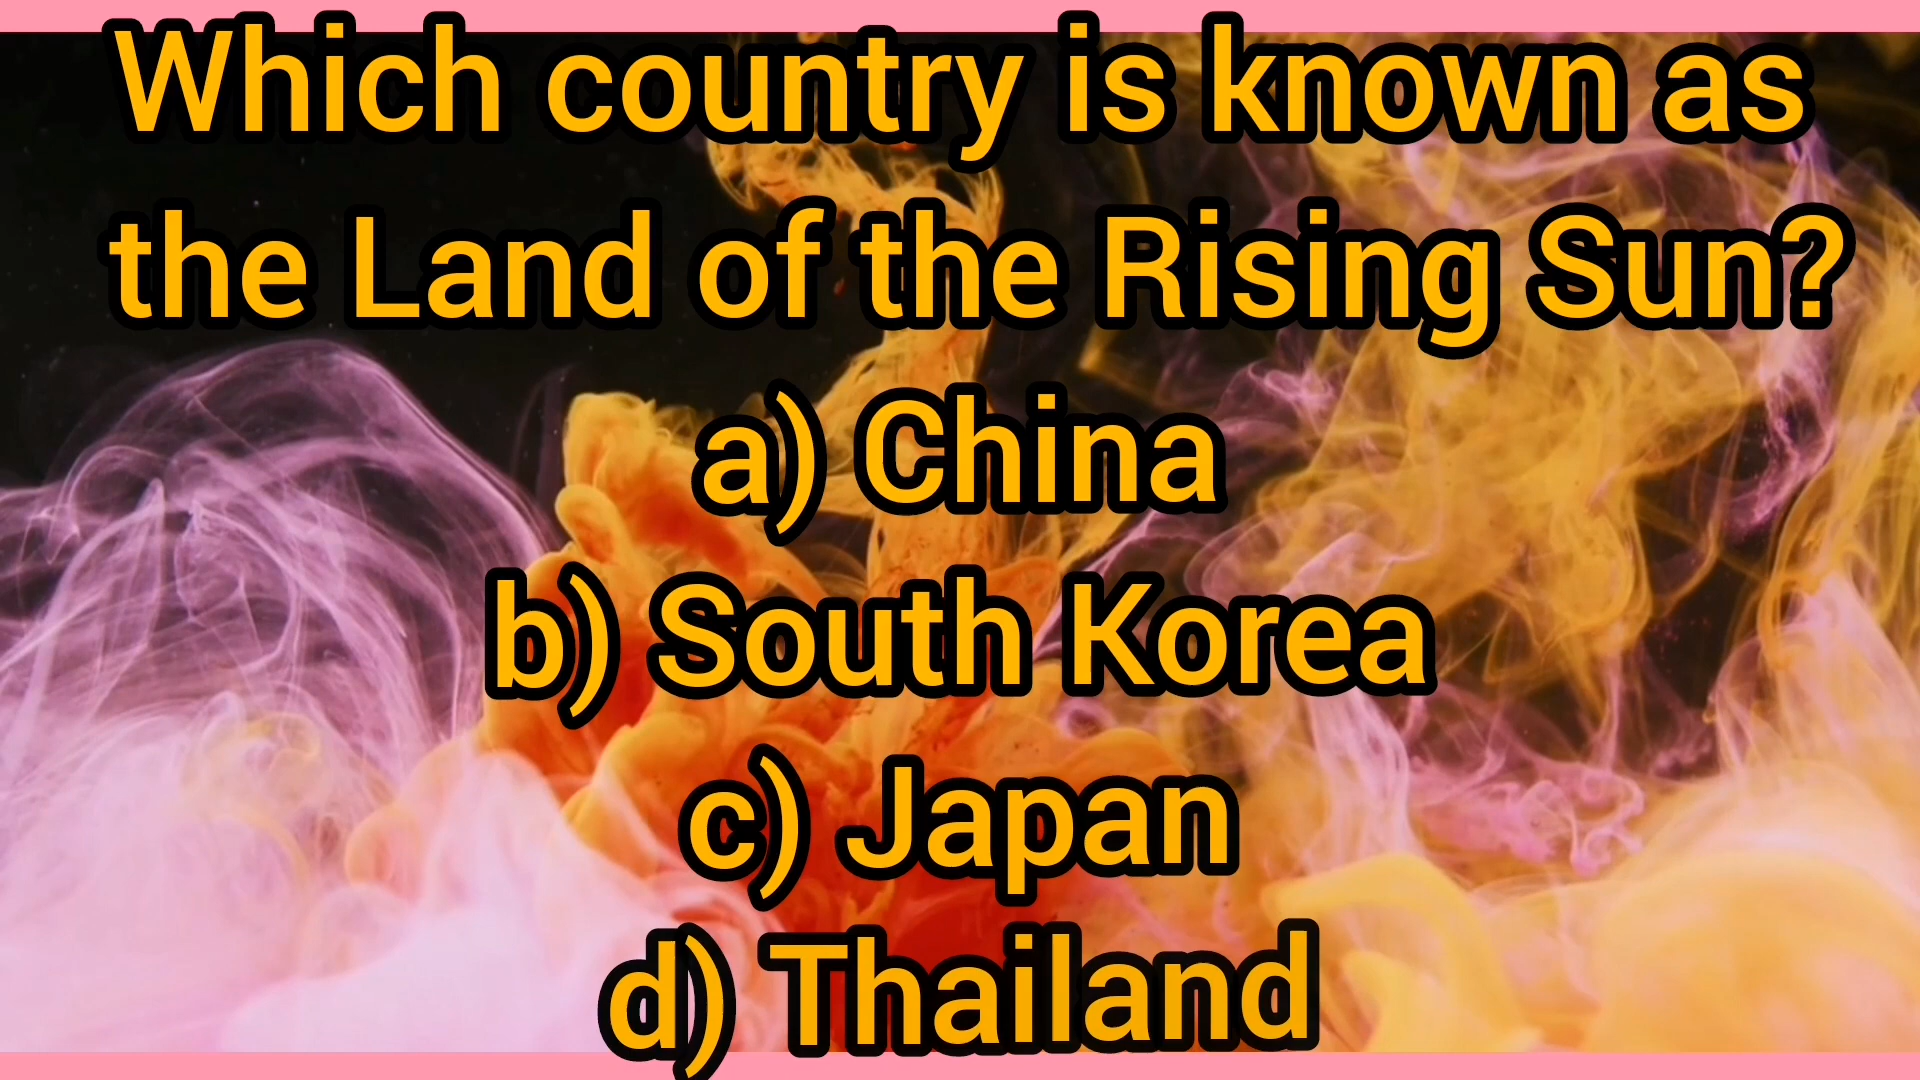 Which country is known as
the Land of the Rising Sun?
a) China
b) South Korea
c) Japan
d) Thailand